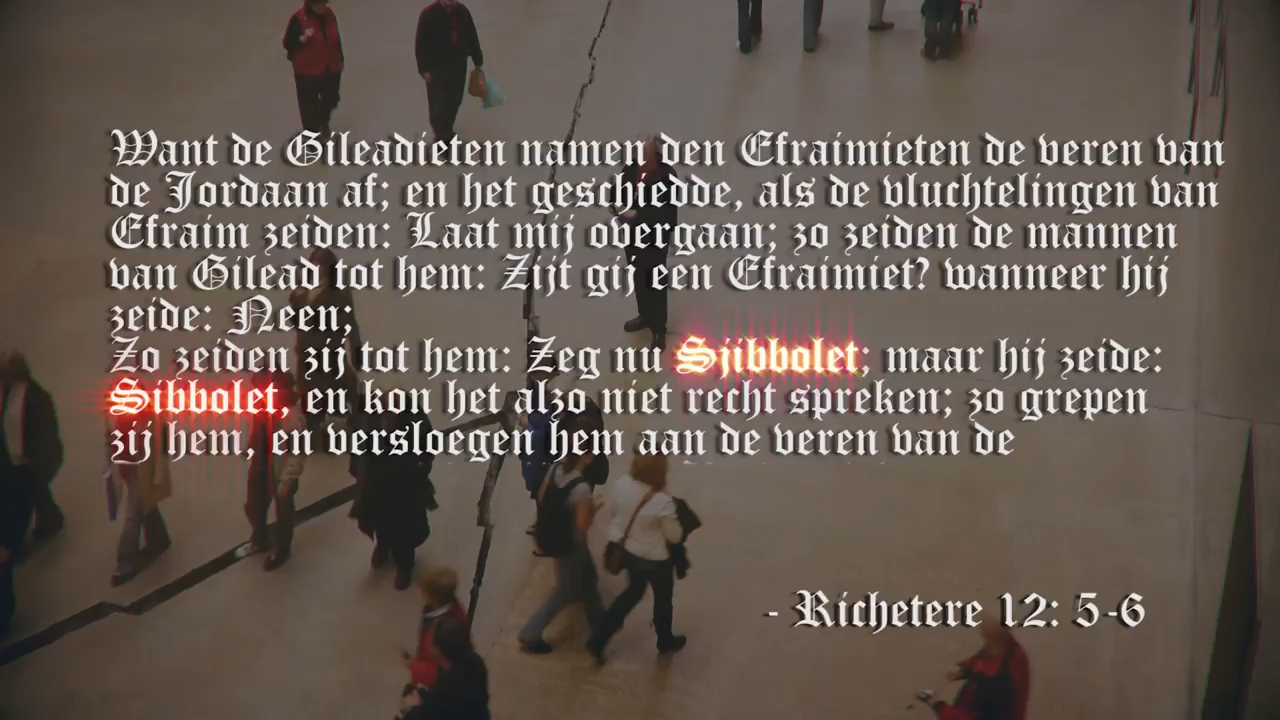 Want de Gileadieten namen den Efraimieten de veren van
de Jordaan af; en het geschiedde, als de vluchtelingen van
Efraim zeiden: Laat mij overgaan; zo zeiden de mannen
van Gilead tot hem: Zijt gij een Efraimiet? wanneer hij
zeide: Neen;
Zo zeiden zij tot hem: Zeg nu Sjibbolet; maar hij zeide:
Sibbolet, en kon het alzo niet recht spreken; zo grepen
zij hem, en versloegen hem aan de veren van de
- Richetere 12: 5-6